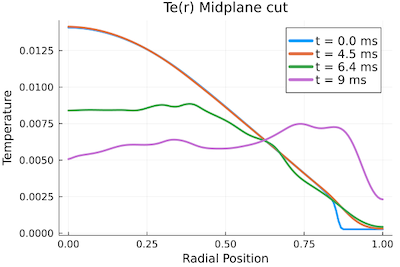 Te(r) Midplane cut
t = 0.0 ms
t = 4.5 ms
t = 6.4 ms
t = 9 ms
Temperature
0.0125
0.0100
0.0075
0.0050
0.0025
0.0000
0.00
0.25
0.50
0.75
1.00
Radial Position